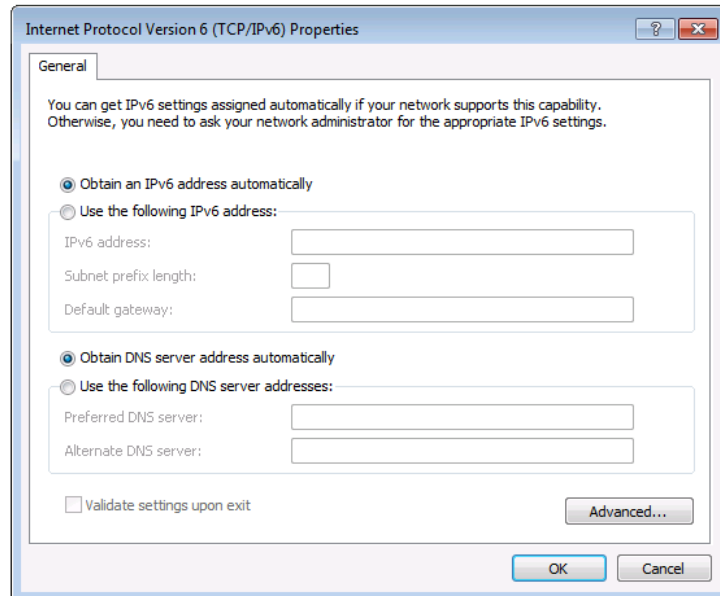 Internet Protocol Version 6 (TCP/IPv6) Properties
General
You can get IPv6 settings assigned automatically if your network supports this capability.
Otherwise, you need to ask your network administrator for the appropriate IPv6 settings.
Obtain an IPv6 address automatically
Use the following IPv6 address:
IPv6 address:
Subnet prefix length:
Default gateway:
Obtain DNS server address automatically
Use the following DNS server addresses:
Preferred DNS server:
Alternate DNS server:
Validate settings upon exit
Advanced...
OK Cancel